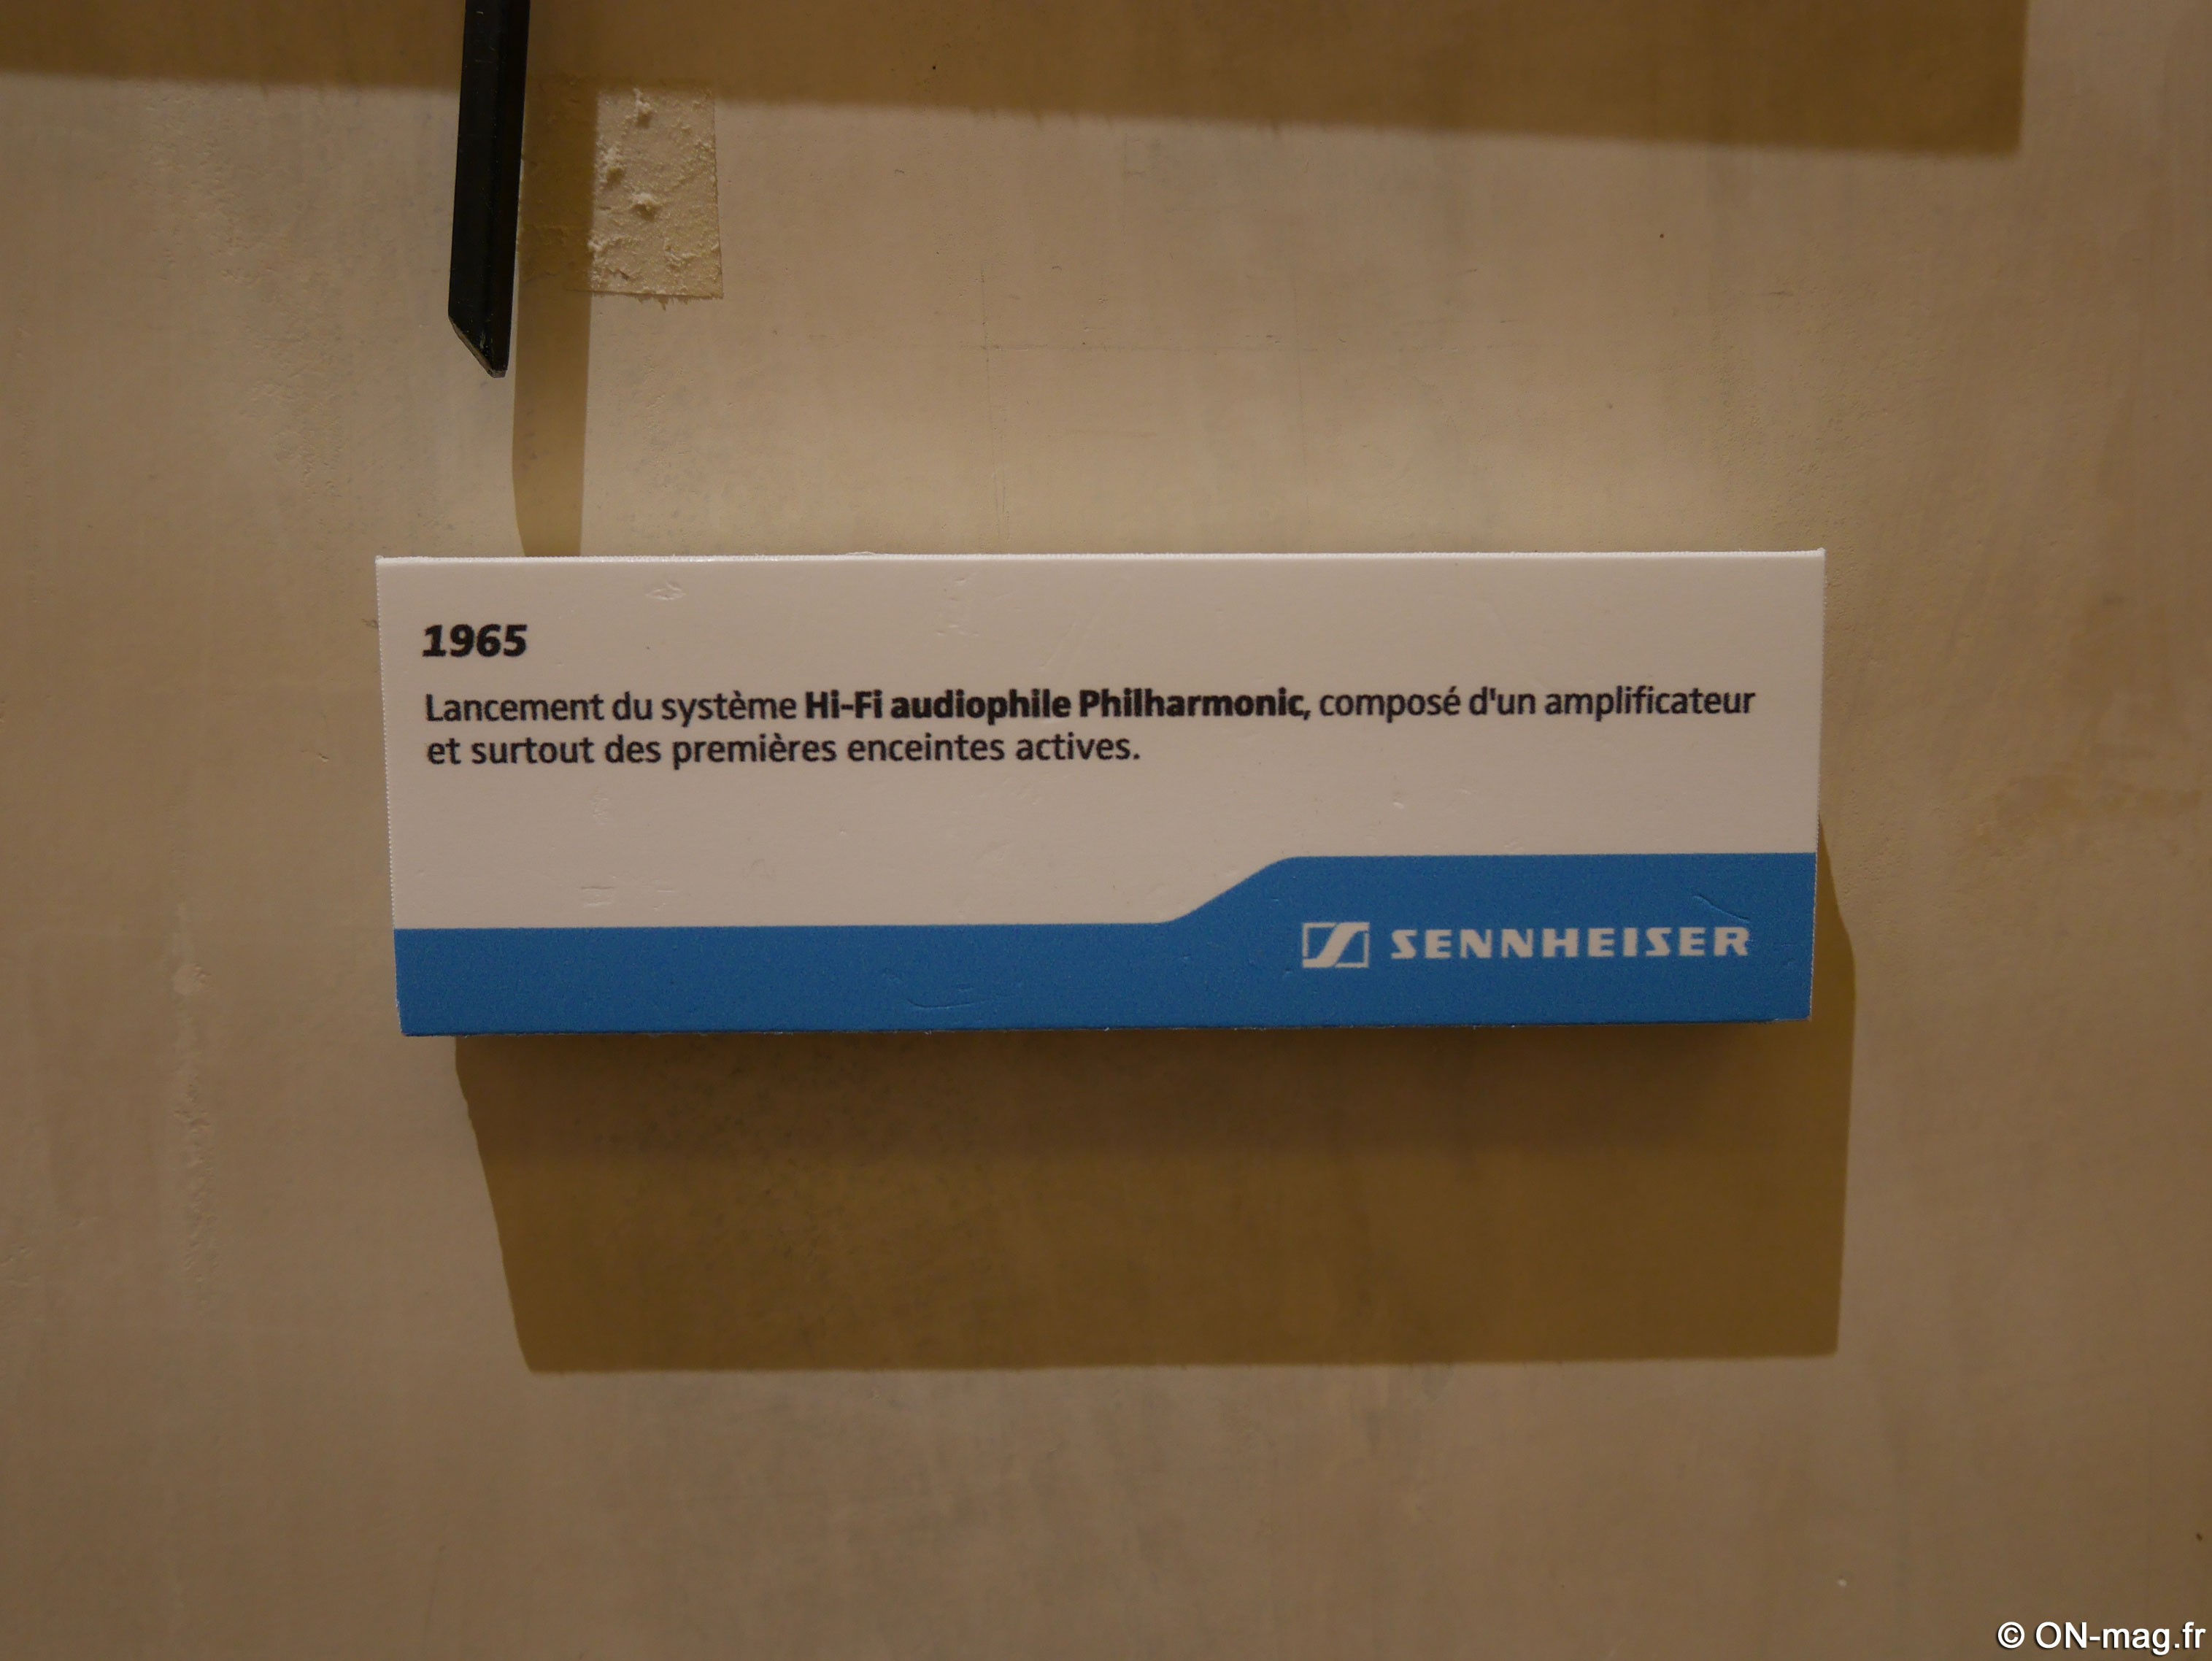 1965
Lancement du système Hi-Fi audiophile Philharmonic, composé d'un amplificateur
et surtout des premières enceintes actives.
SENNHEISER
© ON-mag.fr